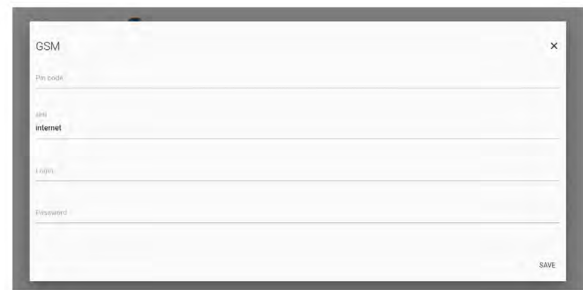 GSM
×
Pin code
APN
internet
Login
Password
SAVE